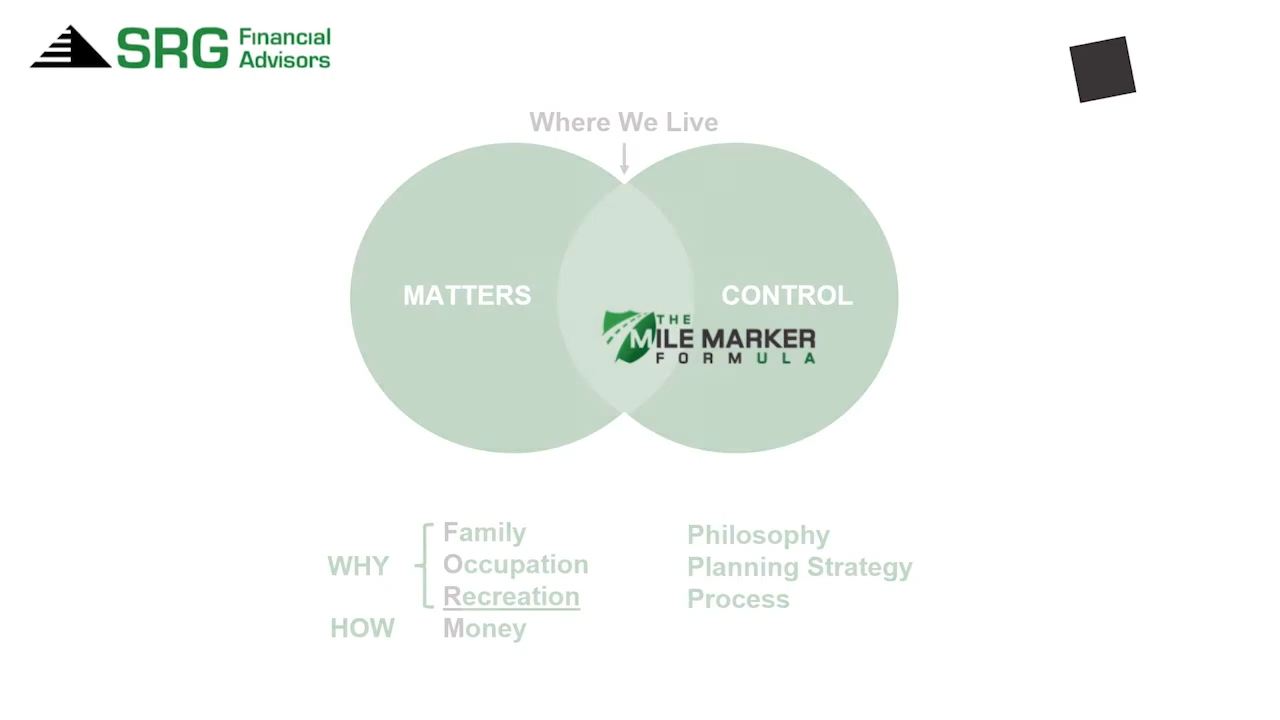 SRG Financial
Advisors
Where We Live
MATTERS
CONTROL
THE
MILE MARKER
FORMULA
WHY
Family
Occupation
Recreation
HOW
Money
Philosophy
Planning Strategy
Process